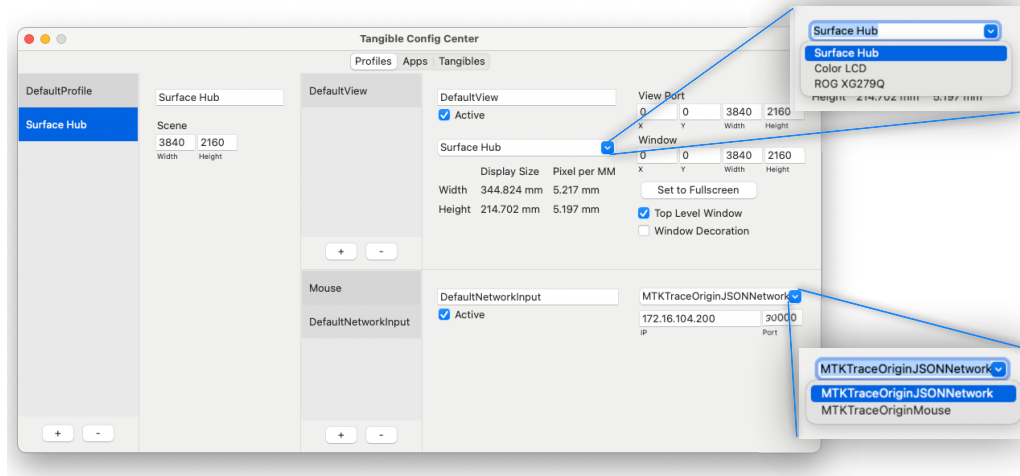 Tangible Config Center
Profiles Apps Tangibles
DefaultProfile
Surface Hub
Surface Hub
Scene
3840 2160
Width Height
DefaultView
DefaultView
Active
Surface Hub
Display Size Pixel per MM
Width 344.824 mm 5.217 mm
Height 214.702 mm 5.197 mm
View Port
0 0 3840 2160
X Y Width Height
Window
0 0 3840 2160
X Y Width Height
Set to Fullscreen
Top Level Window
Window Decoration
+ -
Mouse
DefaultNetworkInput
DefaultNetworkInput
Active
MTKTraceOriginJSONNetwork
172.16.104.200 30000
IP Port
+ -
+ -
Surface Hub
Surface Hub
Color LCD
ROG XG279Q
Height 214.702 mm 5.197 mm
MTKTraceOriginJSONNetwork
MTKTraceOriginJSONNetwork
MTKTraceOriginMouse